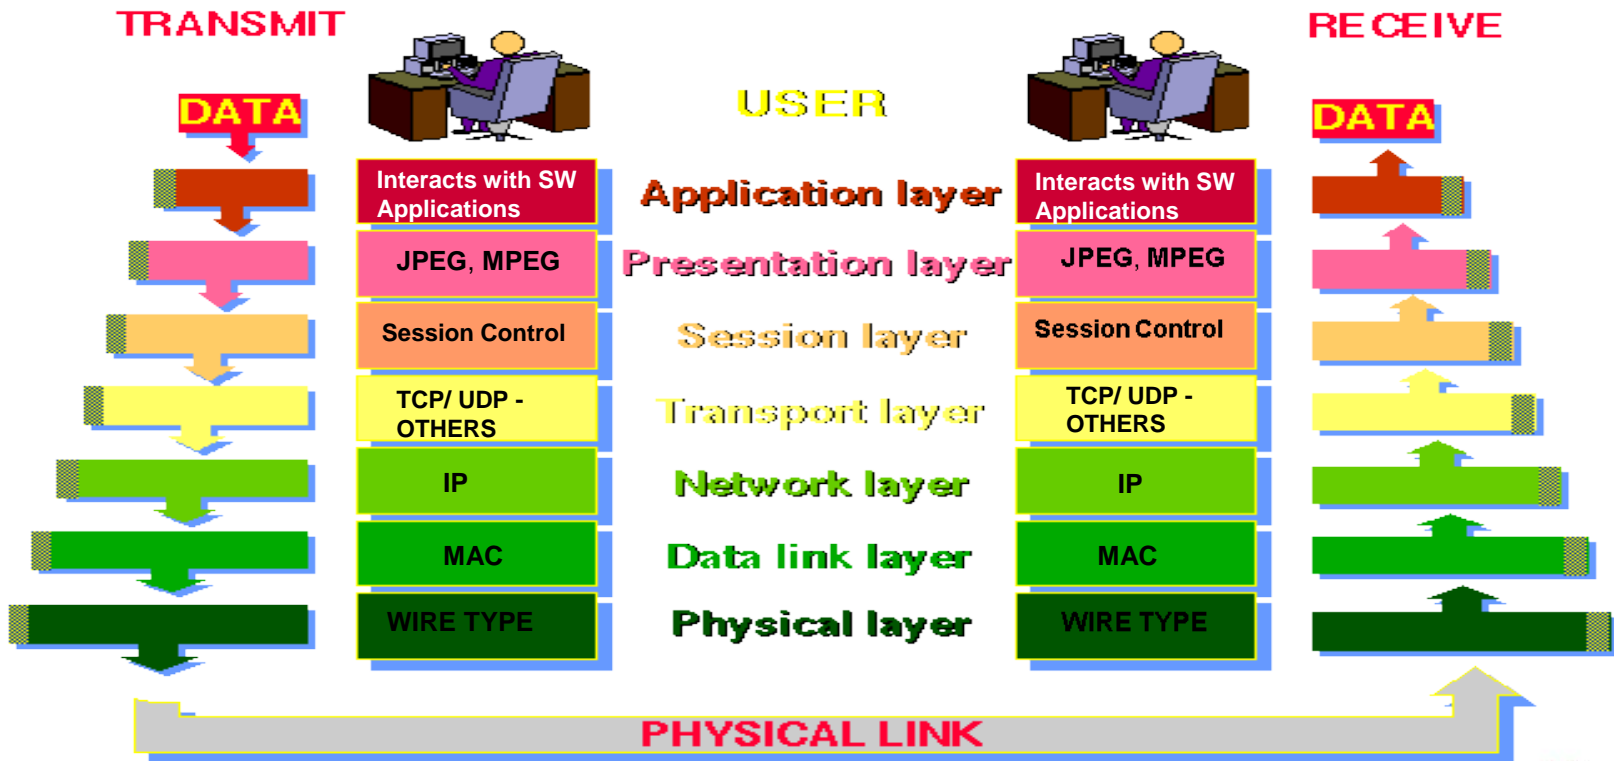 TRANSMIT
RECEIVE
DATA
USER
DATA
Interacts with SW
Applications
Application layer
Interacts with SW
Applications
JPEG, MPEG
Presentation layer
JPEG, MPEG
Session Control
Session layer
Session Control
TCP/ UDP -
OTHERS
Transport layer
TCP/ UDP -
OTHERS
IP
Network layer
IP
MAC
Data link layer
MAC
WIRE TYPE
Physical layer
WIRE TYPE
PHYSICAL LINK